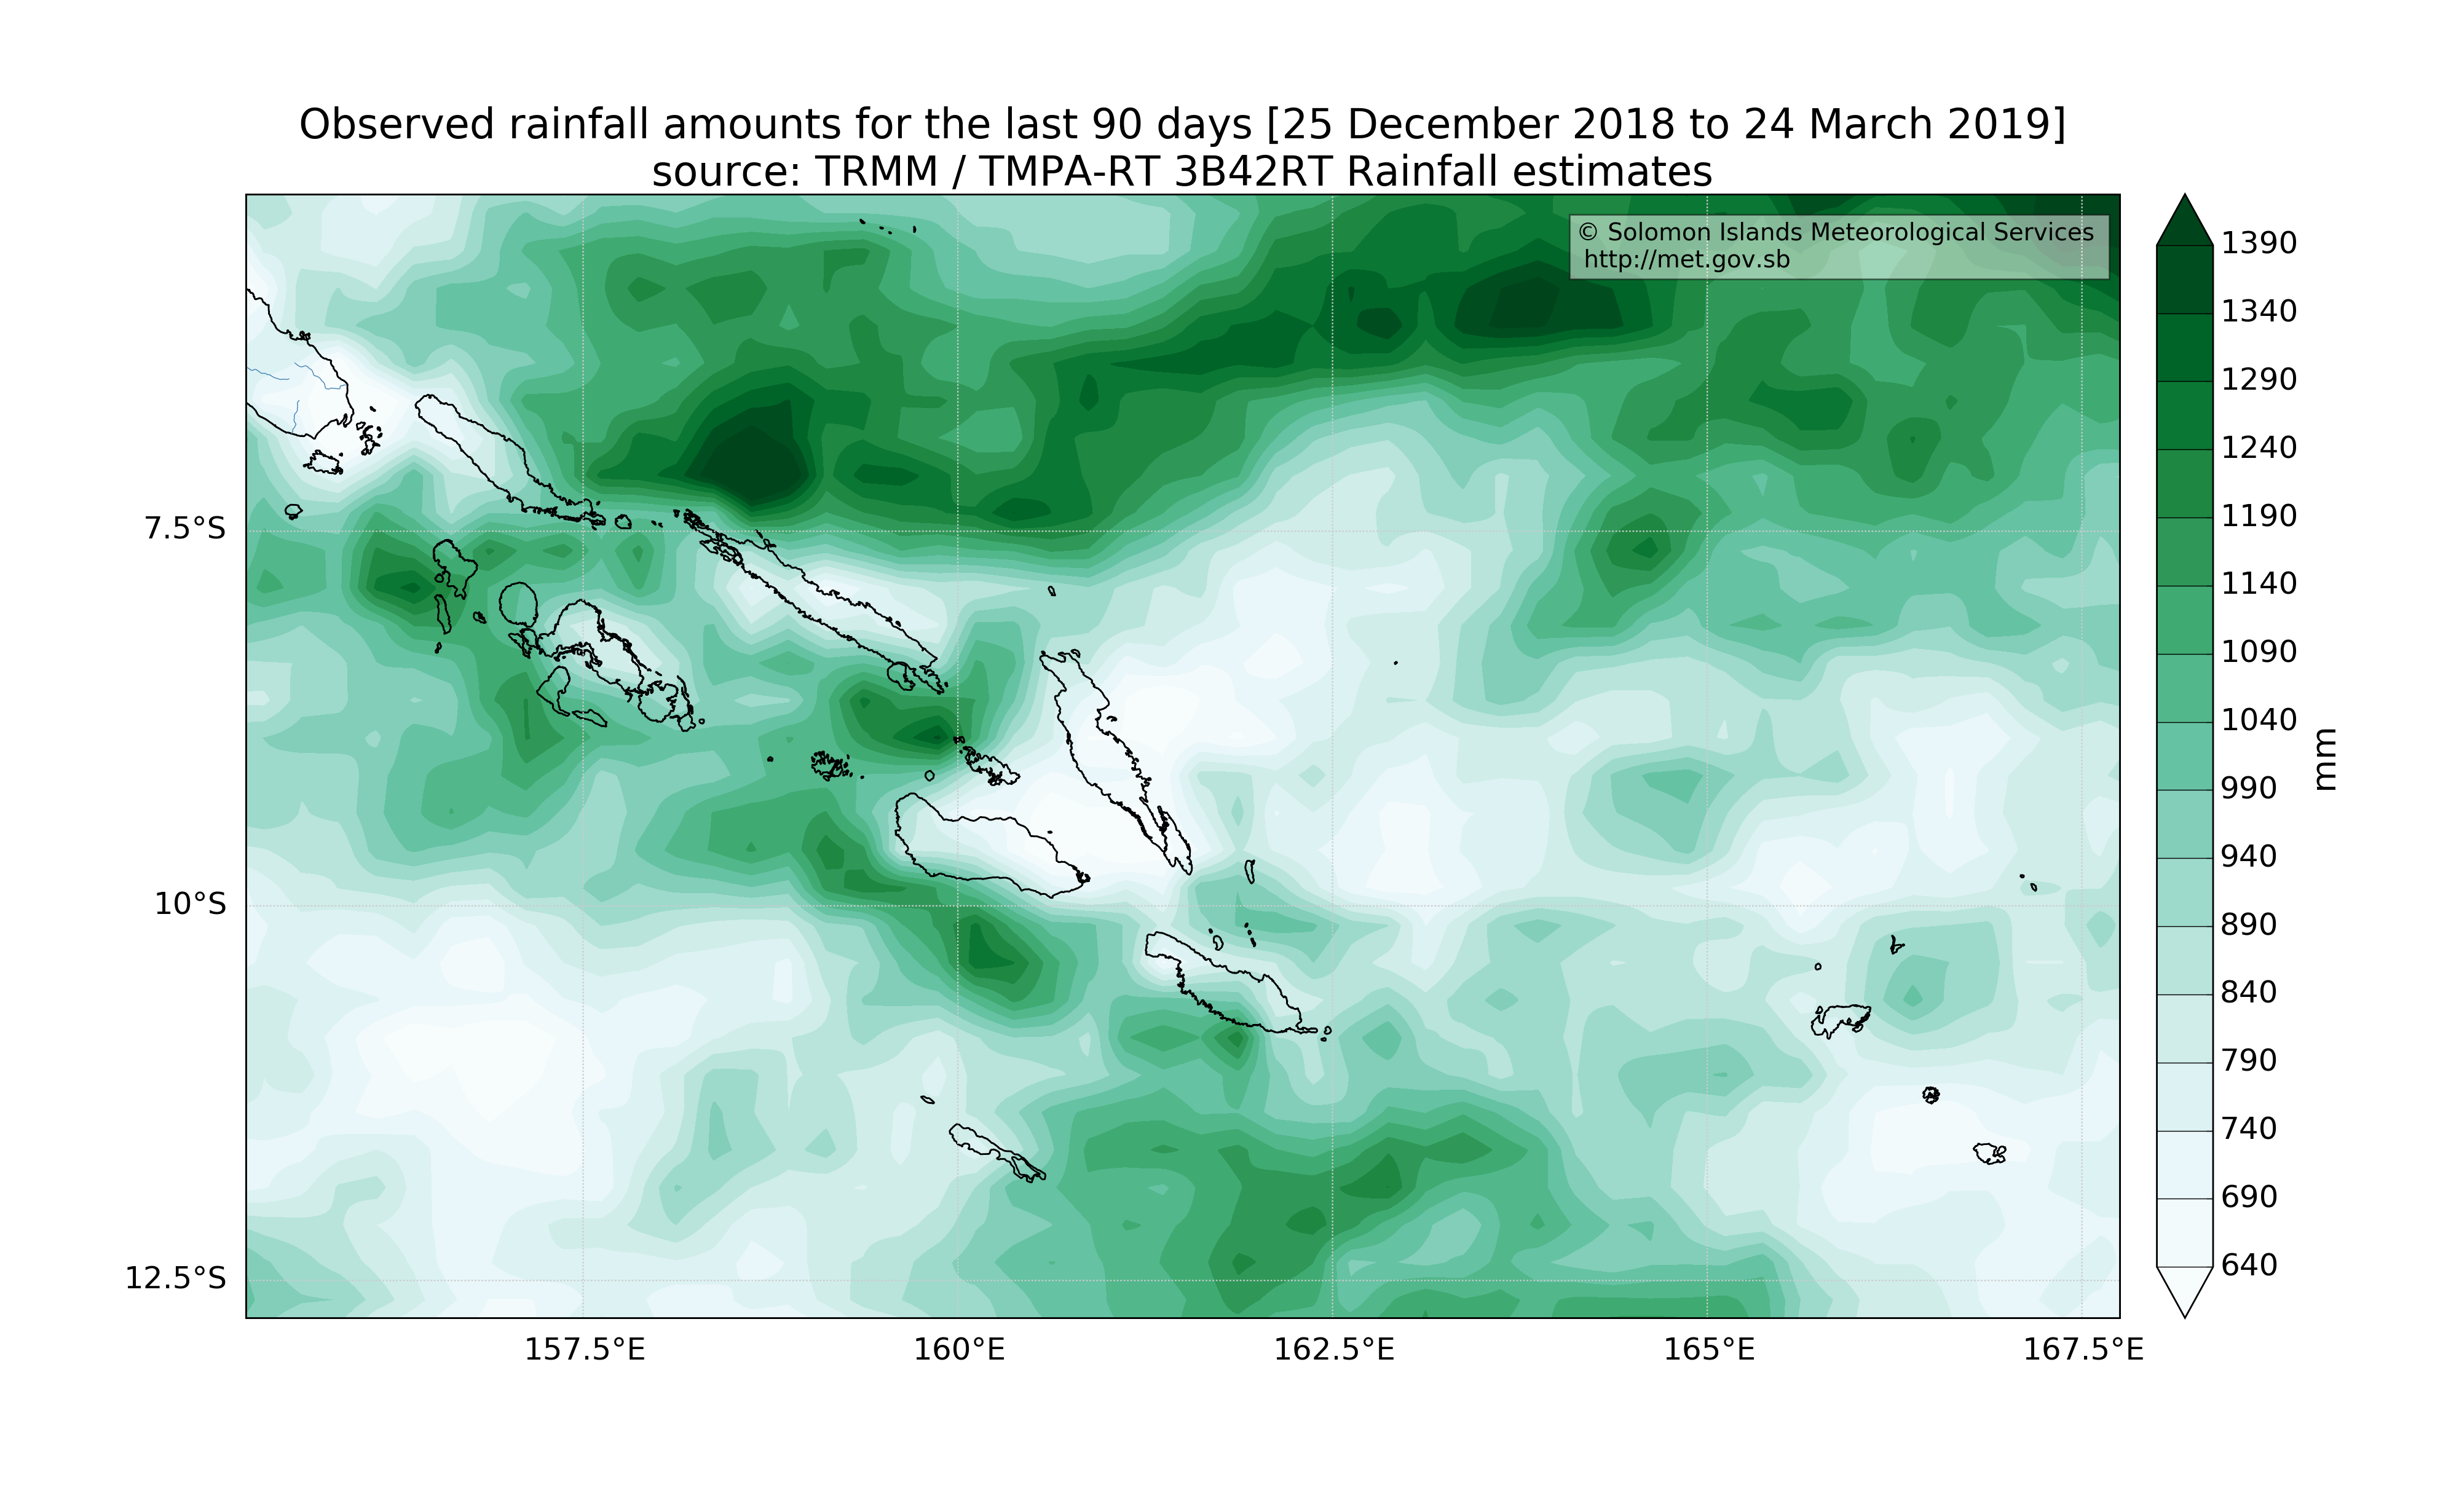 Observed rainfall amounts for the last 90 days [25 December 2018 to 24 March 2019]
source: TRMM / TMPA-RT 3B42RT Rainfall estimates
© Solomon Islands Meteorological Services
http://met.gov.sb
7.5°S
10°S
12.5°S
157.5°E
160°E
162.5°E
165°E
167.5°E
1390
1340
1290
1240
1190
1140
1090
1040
990
940
890
840
790
740
690
640
mm